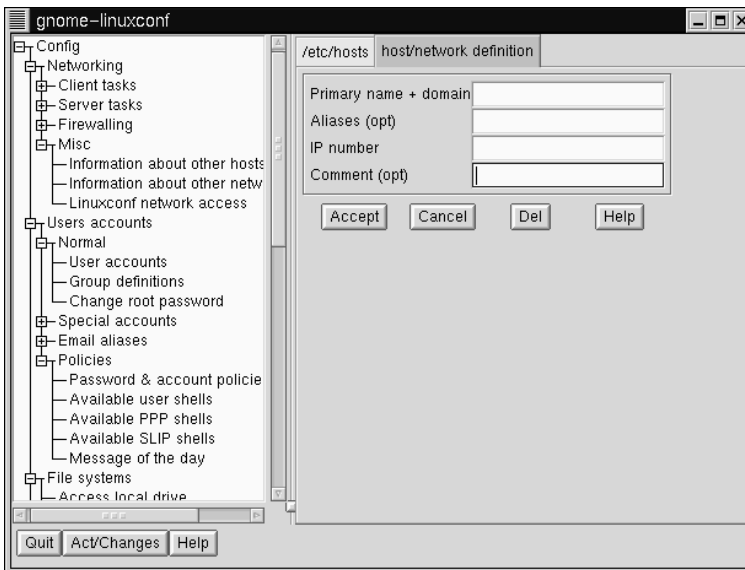 gnome-linuxconf
Config
Networking
Client tasks
Server tasks
Firewalling
Misc
Information about other hosts
Information about other netw
Linuxconf network access
Users accounts
Normal
User accounts
Group definitions
Change root password
Special accounts
Email aliases
Policies
Password & account policie
Available user shells
Available PPP shells
Available SLIP shells
Message of the day
File systems
Access local drive
/etc/hosts
host/network definition
Primary name + domain
Aliases (opt)
IP number
Comment (opt)
Accept Cancel Del Help
Quit Act/Changes Help